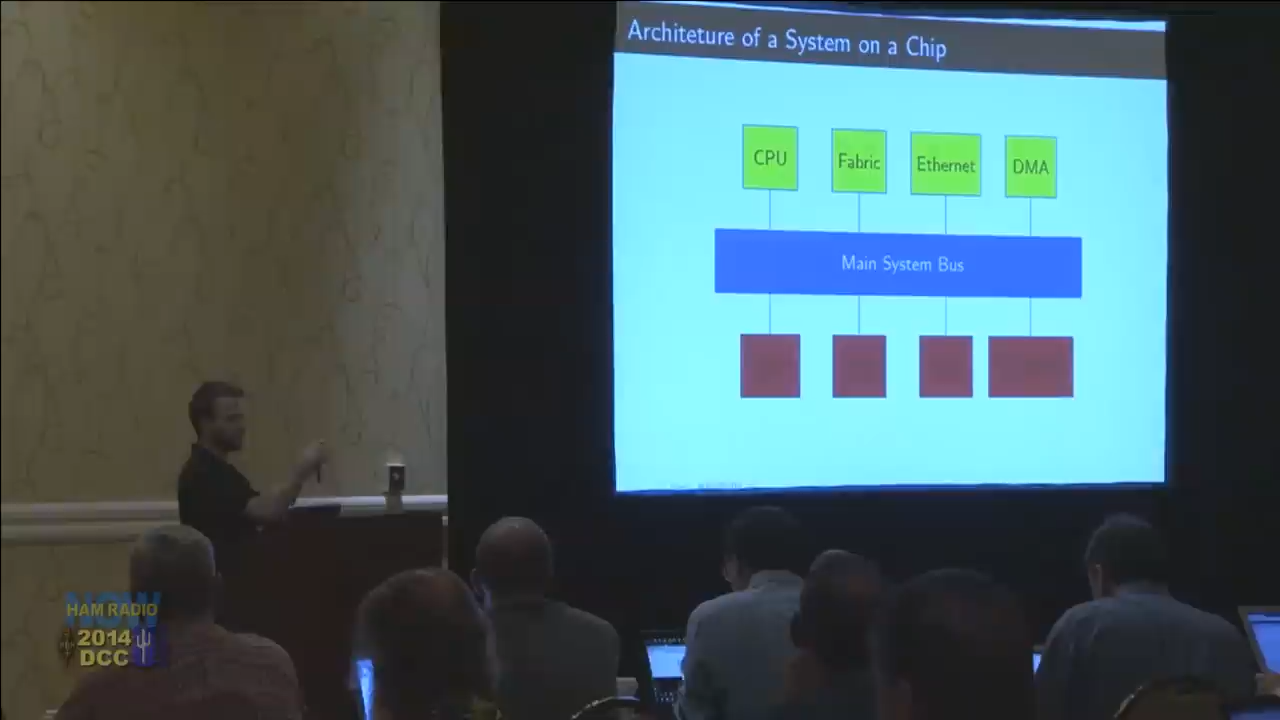 Architeture of a System on a Chip
CPU
Fabric
Ethernet
DMA
Main System Bus
NOW
HAM RADIO
2014
DCC